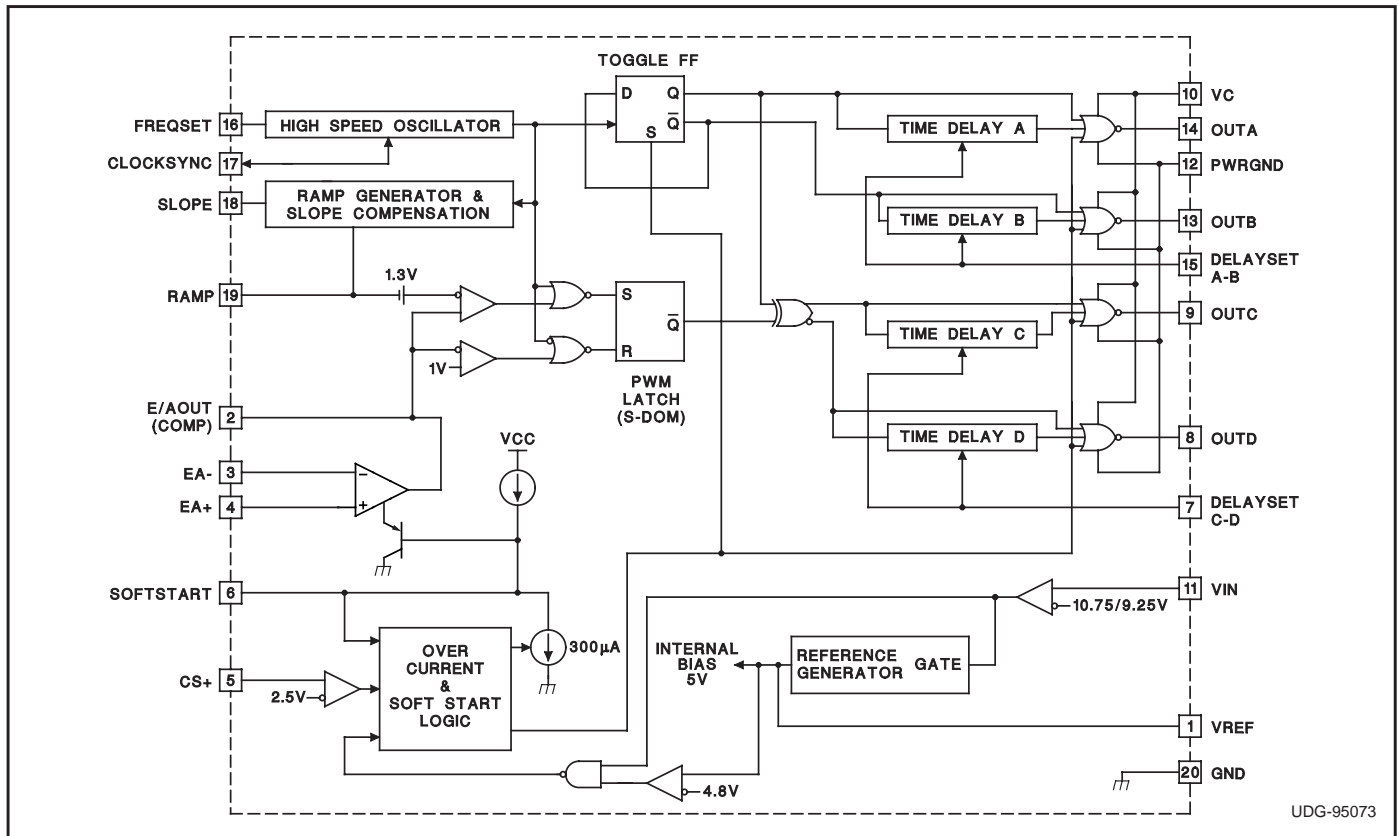 TOGGLE FF
FREQSET 16
HIGH SPEED OSCILLATOR
D Q
Q
S
10 VC
TIME DELAY A
14 OUTA
CLOCKSYNC 17
12 PWRGND
SLOPE 18
RAMP GENERATOR &
SLOPE COMPENSATION
TIME DELAY B
13 OUTB
15 DELAYSET
A-B
1.3V
RAMP 19
S
Q
R
9 OUTC
TIME DELAY C
1V
PWM
LATCH
(S-DOM)
E/AOUT
(COMP)
2
TIME DELAY D
8 OUTD
VCC
EA- 3
−
EA+ 4
+
7 DELAYSET
C-D
SOFTSTART 6
11 VIN
10.75/9.25V
OVER
CURRENT
&
SOFT START
LOGIC
300µA
INTERNAL
BIAS
5V
REFERENCE
GENERATOR
GATE
CS+ 5
2.5V
1 VREF
4.8V
20 GND
UDG-95073